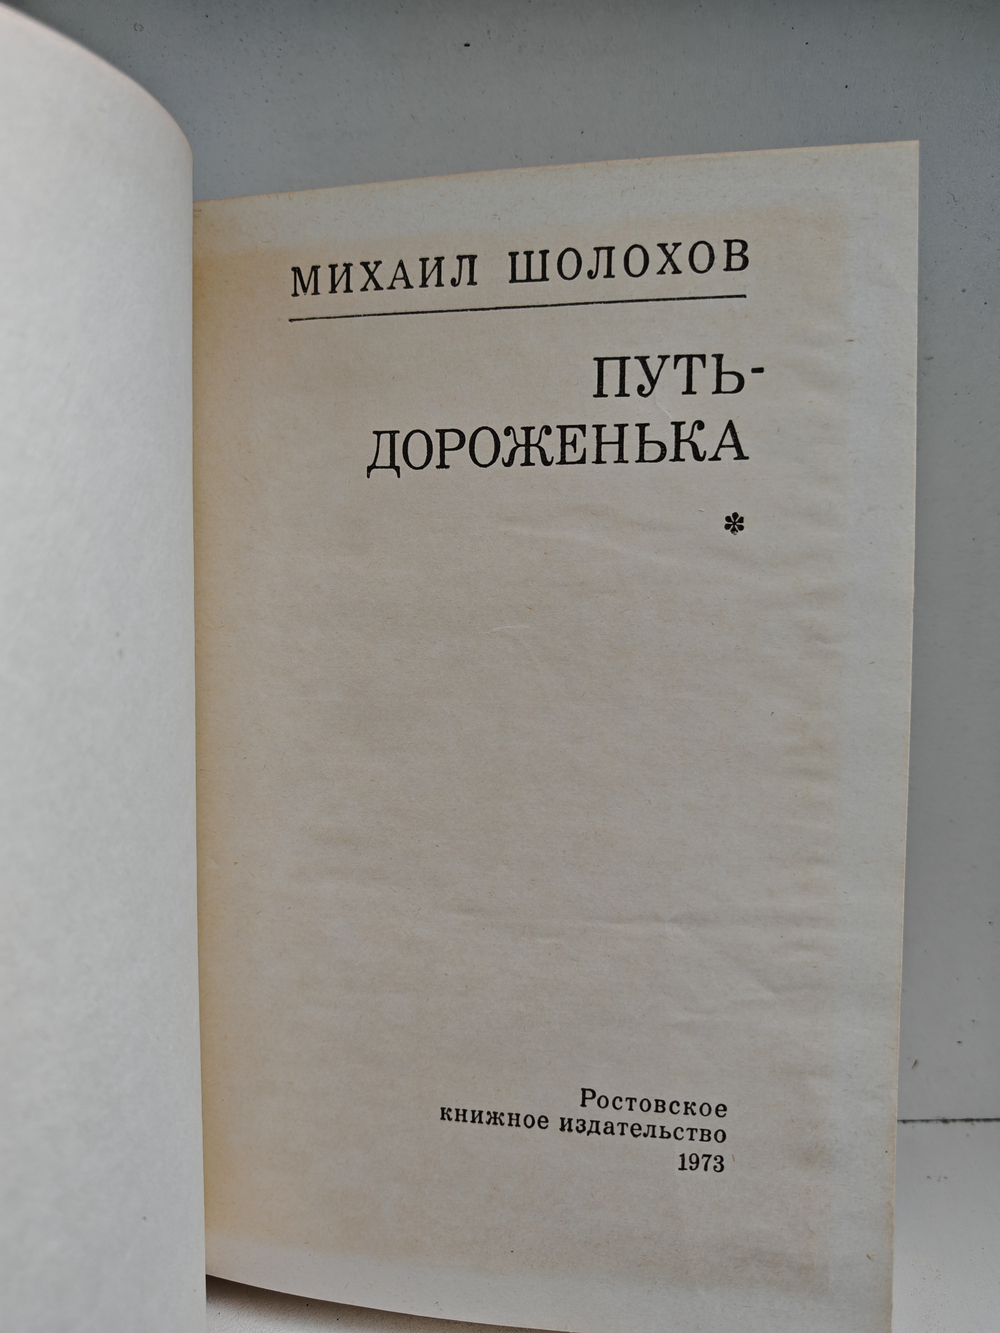 МИХАИЛ ШОЛОХОВ
ПУТЬ-
ДОРОЖЕНЬКА
*
Ростовское
книжное издательство
1973